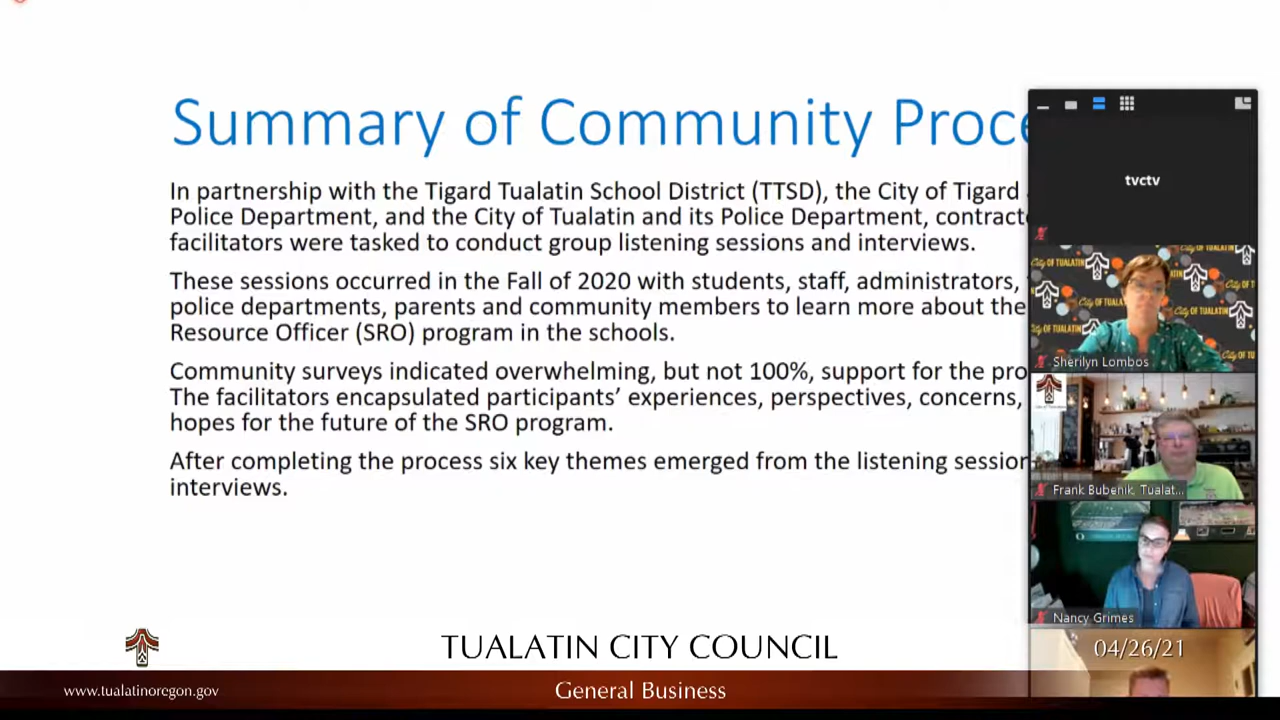 Summary of Community Proce
In partnership with the Tigard Tualatin School District (TTSD), the City of Tigard
Police Department, and the City of Tualatin and its Police Department, contracte
facilitators were tasked to conduct group listening sessions and interviews.
These sessions occurred in the Fall of 2020 with students, staff, administrators,
police departments, parents and community members to learn more about the
Resource Officer (SRO) program in the schools.
Community surveys indicated overwhelming, but not 100%, support for the pro
The facilitators encapsulated participants’ experiences, perspectives, concerns,
hopes for the future of the SRO program.
After completing the process six key themes emerged from the listening session
interviews.
tvctv
City of TUALATIN
Sherilyn Lombos
Frank Bubenik, Tualat...
Nancy Grimes
04/26/21
TUALATIN CITY COUNCIL
www.tualatinoregon.gov
General Business